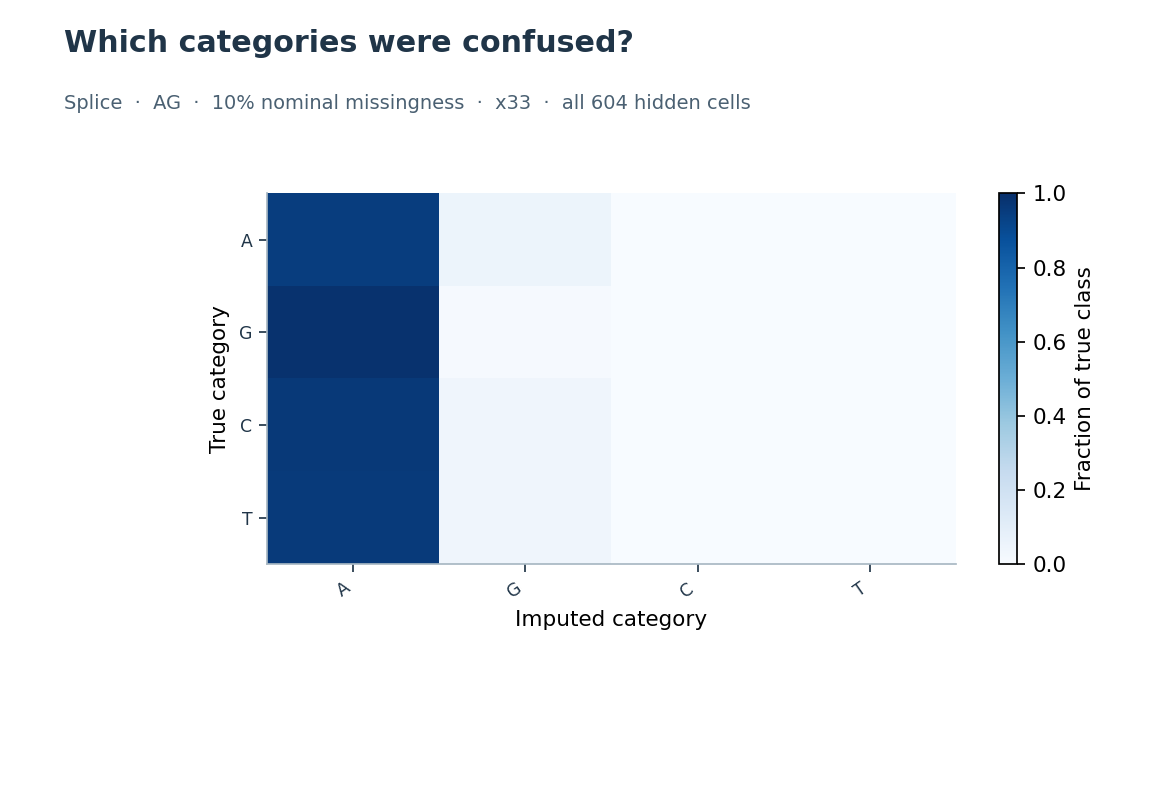 Which categories were confused?
Splice · AG · 10% nominal missingness · x33 · all 604 hidden cells
True category
A
G
C
T
A
G
C
T
Imputed category
1.0
0.8
0.6
0.4
0.2
0.0
Fraction of true class